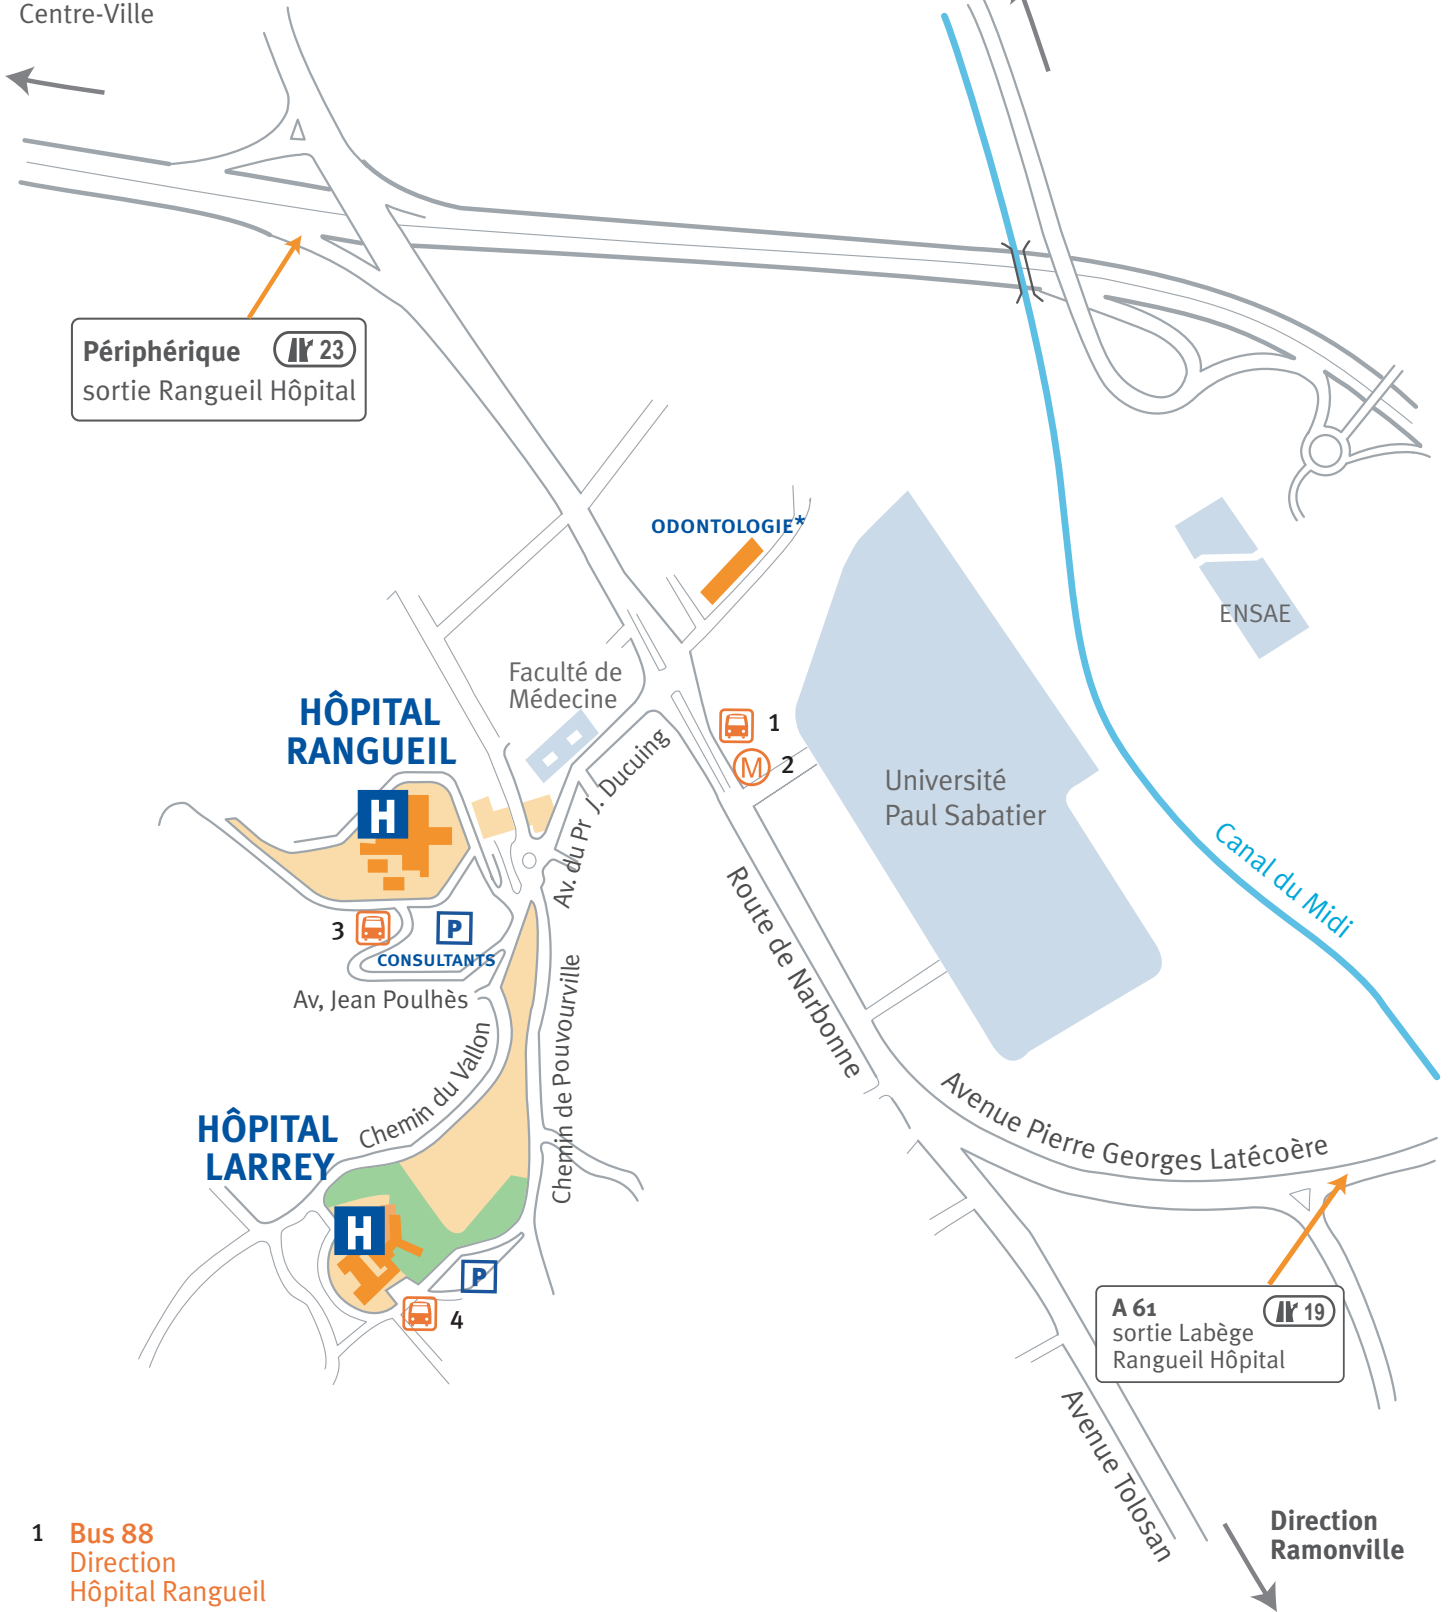 Centre-Ville
Périphérique 23
sortie Rangueil Hôpital
ODONTOLOGIE*
ENSAE
Faculté de
Médecine
HÔPITAL
RANGUEIL
H
1
M 2
Av. du Pr J. Ducuing
Université
Paul Sabatier
Canal du Midi
Route de Narbonne
3
P
CONSULTANTS
Av, Jean Poulhès
Chemin du Vallon
Chemin de Pouvourville
HÔPITAL
LARREY
H
P
4
Avenue Pierre Georges Latécoère
A 61 19
sortie Labège
Rangueil Hôpital
Avenue Tolosan
Direction
Ramonville
1 Bus 88
Direction
Hôpital Rangueil